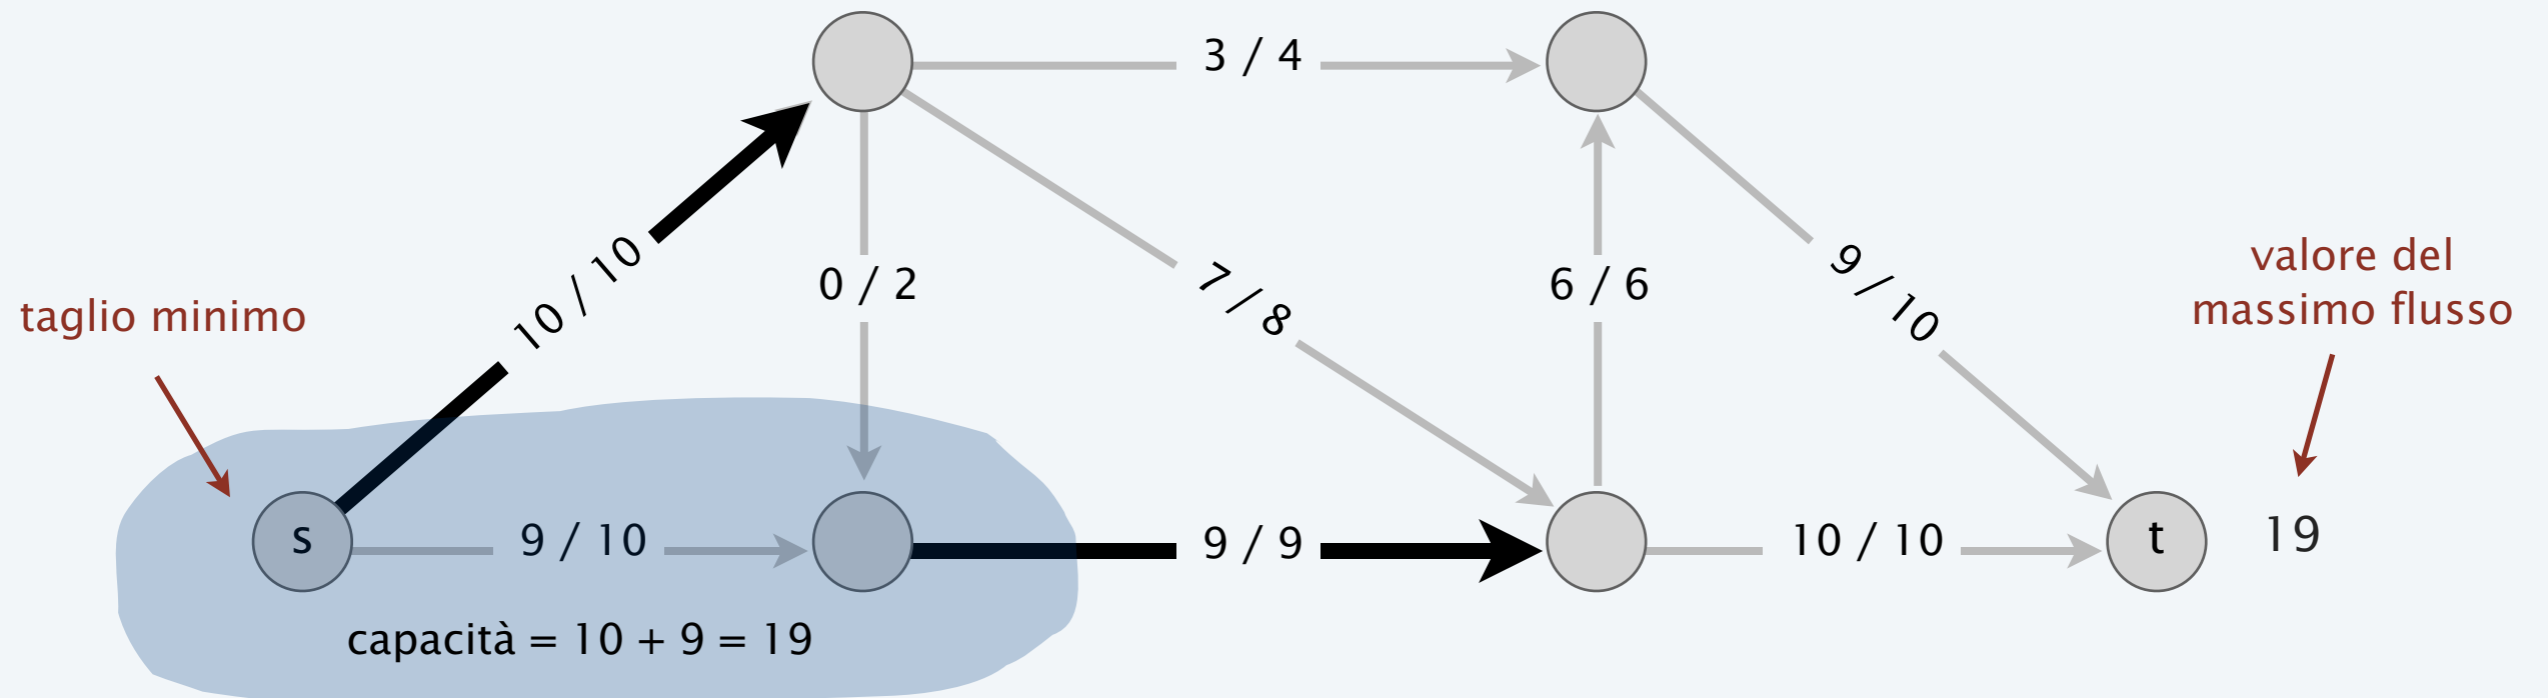 3 / 4
10 / 10
0 / 2
7 / 8
6 / 6
9 / 10
valore del
massimo flusso
taglio minimo
s
9 / 10
9 / 9
10 / 10
t
19
capacità = 10 + 9 = 19